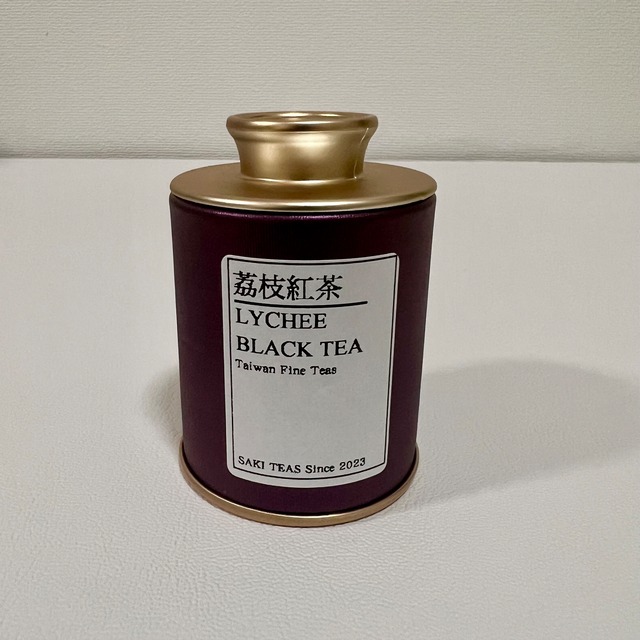 荔枝紅茶
LYCHEE
BLACK TEA
Taiwan Fine Teas
SAKI TEAS Since 2023